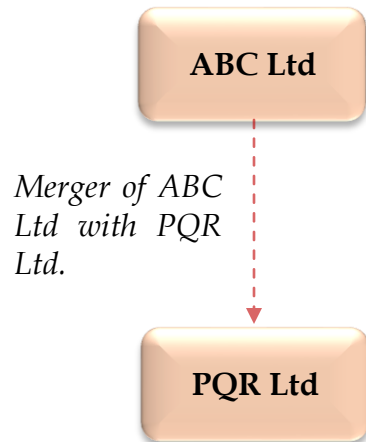 ABC Ltd
Merger of ABC
Ltd with PQR
Ltd.
PQR Ltd